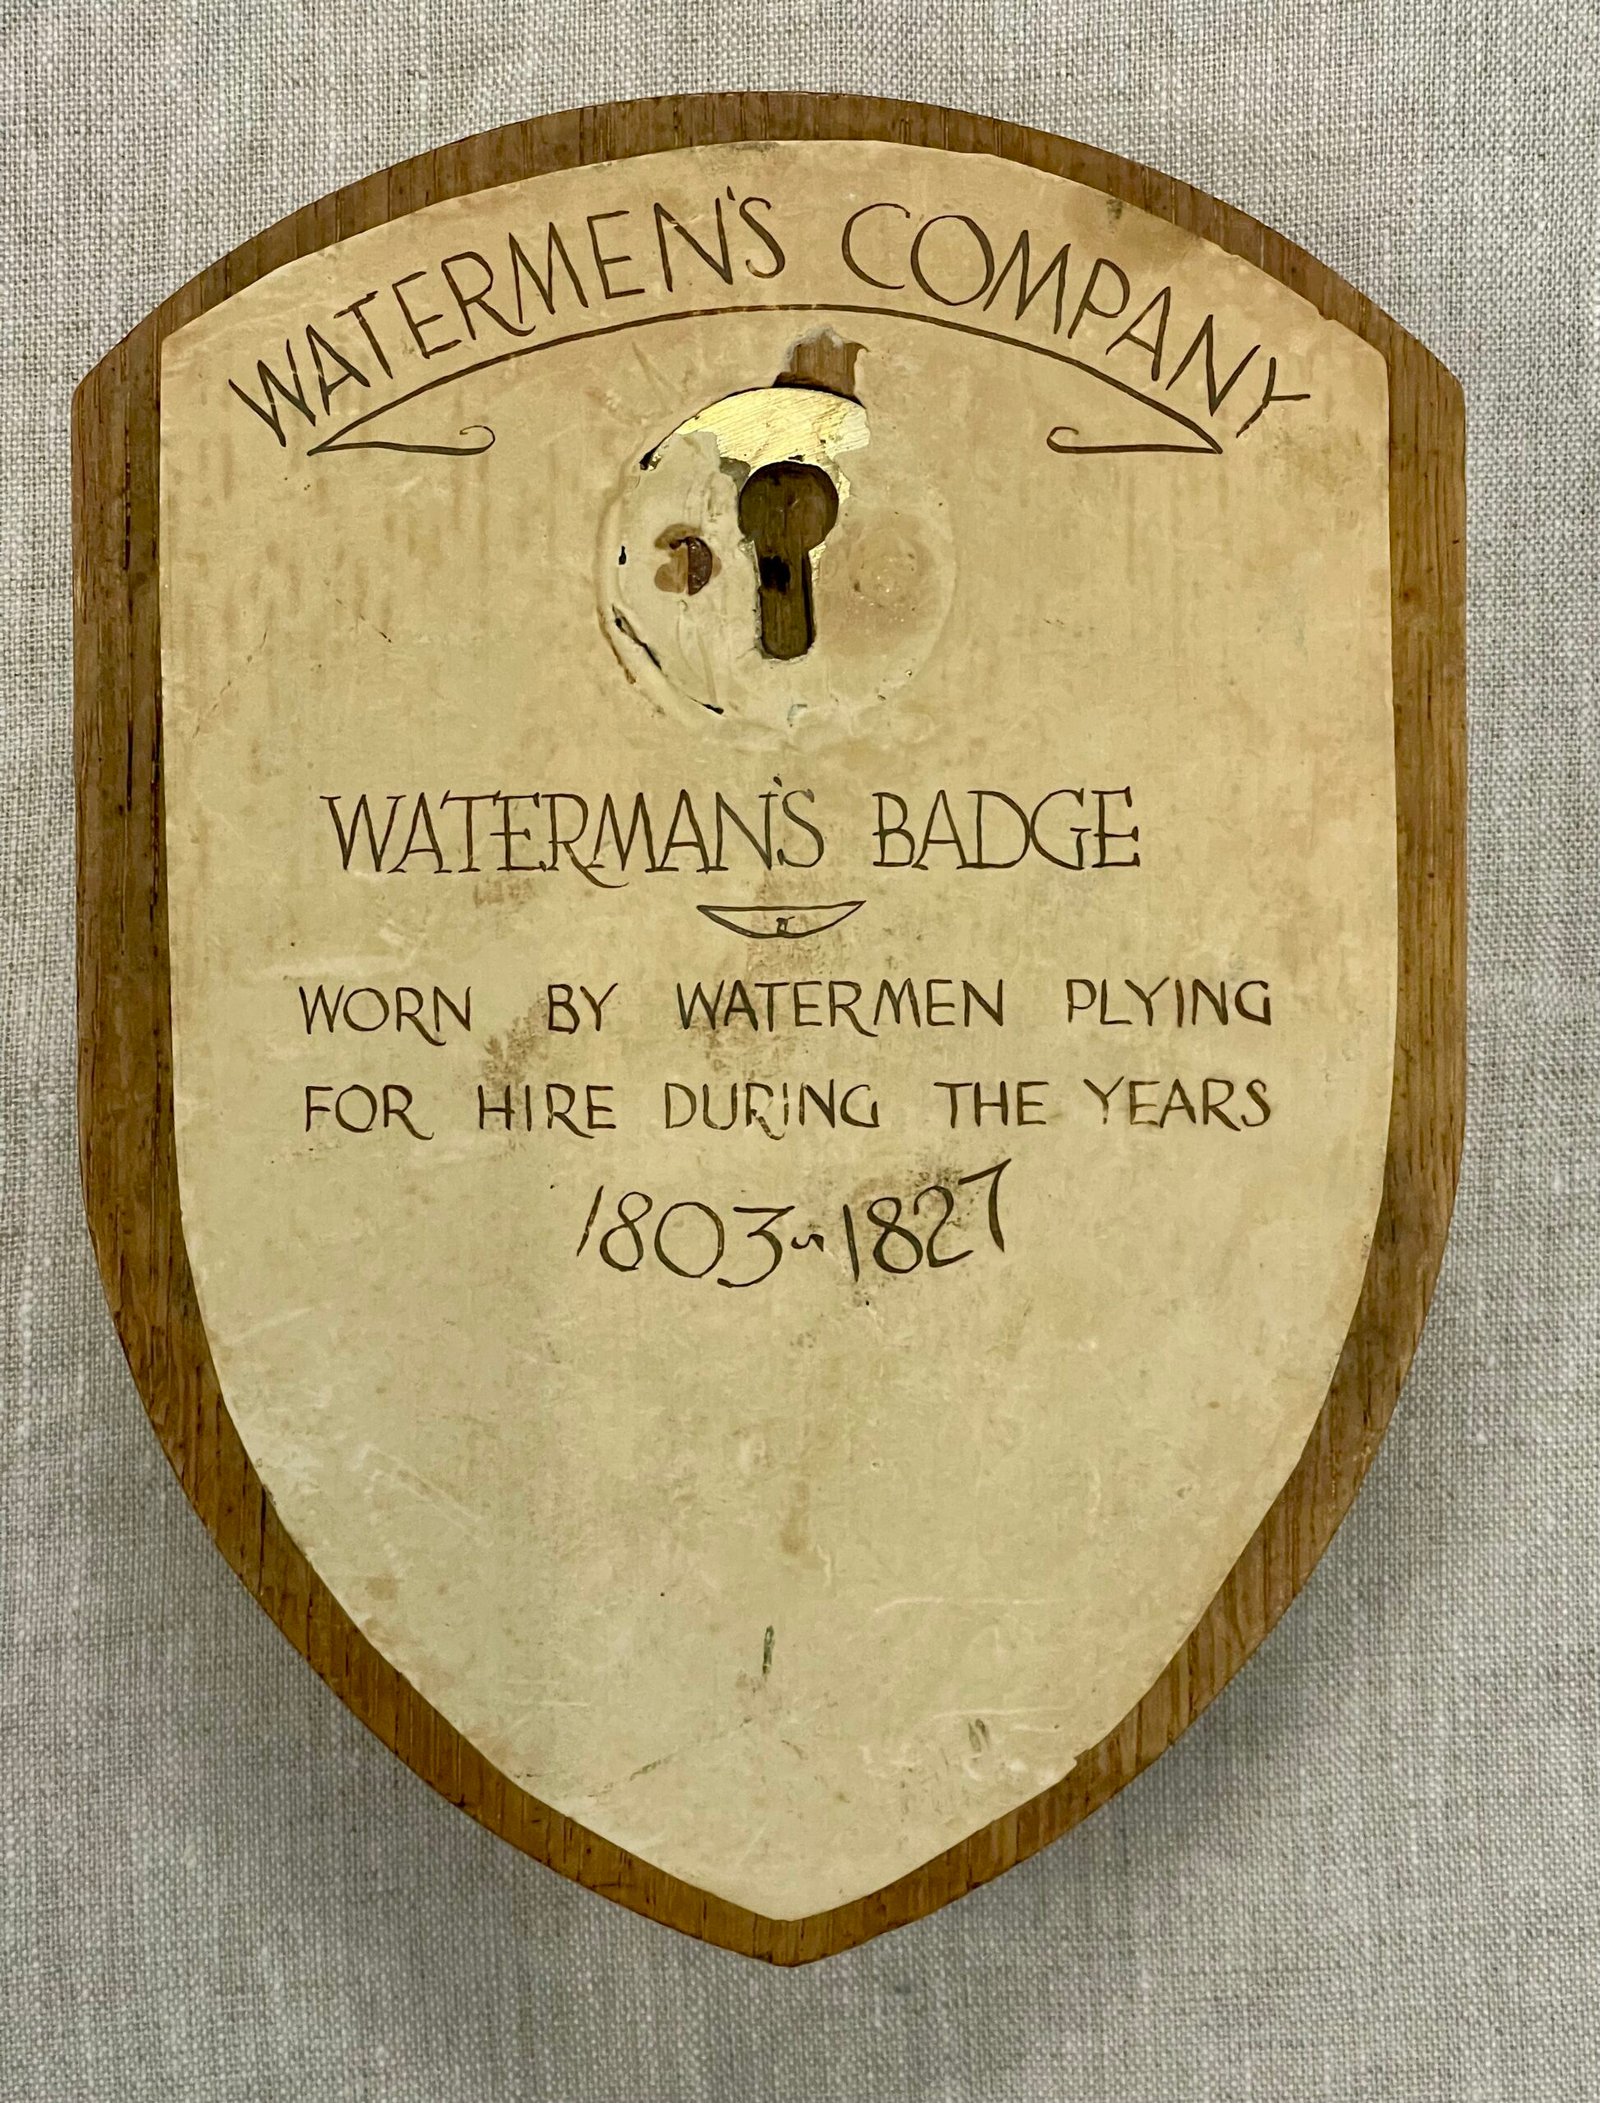 WATERMEN'S COMPANY
WATERMAN'S BADGE
WORN BY WATERMEN PLYING
FOR HIRE DURING THE YEARS
1803~1827